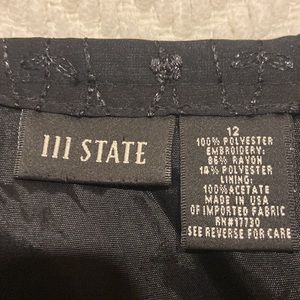 III STATE
12
100% POLYESTER
EMBROIDERY:
86% RAYON
14% POLYESTER
LINING:
100% ACETATE
MADE IN USA
OF IMPORTED FABRIC
RN#17730
SEE REVERSE FOR CARE